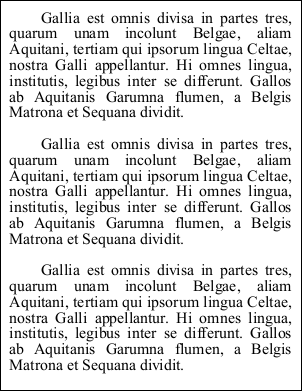 Gallia est omnis divisa in partes tres,
quarum unam incolunt Belgae, aliam
Aquitani, tertiam qui ipsorum lingua Celtae,
nostra Galli appellantur. Hi omnes lingua,
institutis, legibus inter se differunt. Gallos
ab Aquitanis Garumna flumen, a Belgis
Matrona et Sequana dividit.
Gallia est omnis divisa in partes tres,
quarum unam incolunt Belgae, aliam
Aquitani, tertiam qui ipsorum lingua Celtae,
nostra Galli appellantur. Hi omnes lingua,
institutis, legibus inter se differunt. Gallos
ab Aquitanis Garumna flumen, a Belgis
Matrona et Sequana dividit.
Gallia est omnis divisa in partes tres,
quarum unam incolunt Belgae, aliam
Aquitani, tertiam qui ipsorum lingua Celtae,
nostra Galli appellantur. Hi omnes lingua,
institutis, legibus inter se differunt. Gallos
ab Aquitanis Garumna flumen, a Belgis
Matrona et Sequana dividit.